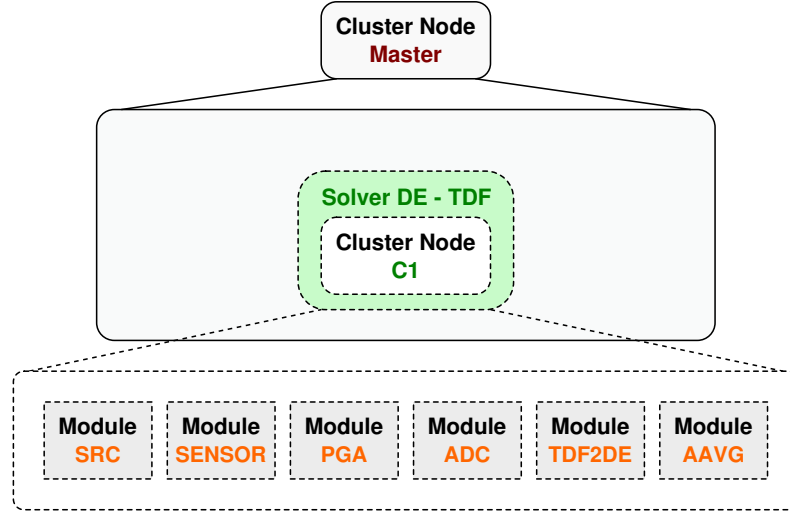 Cluster Node
Master
Solver DE - TDF
Cluster Node
C1
Module Module Module Module Module Module
SRC SENSOR PGA ADC TDF2DE AAVG